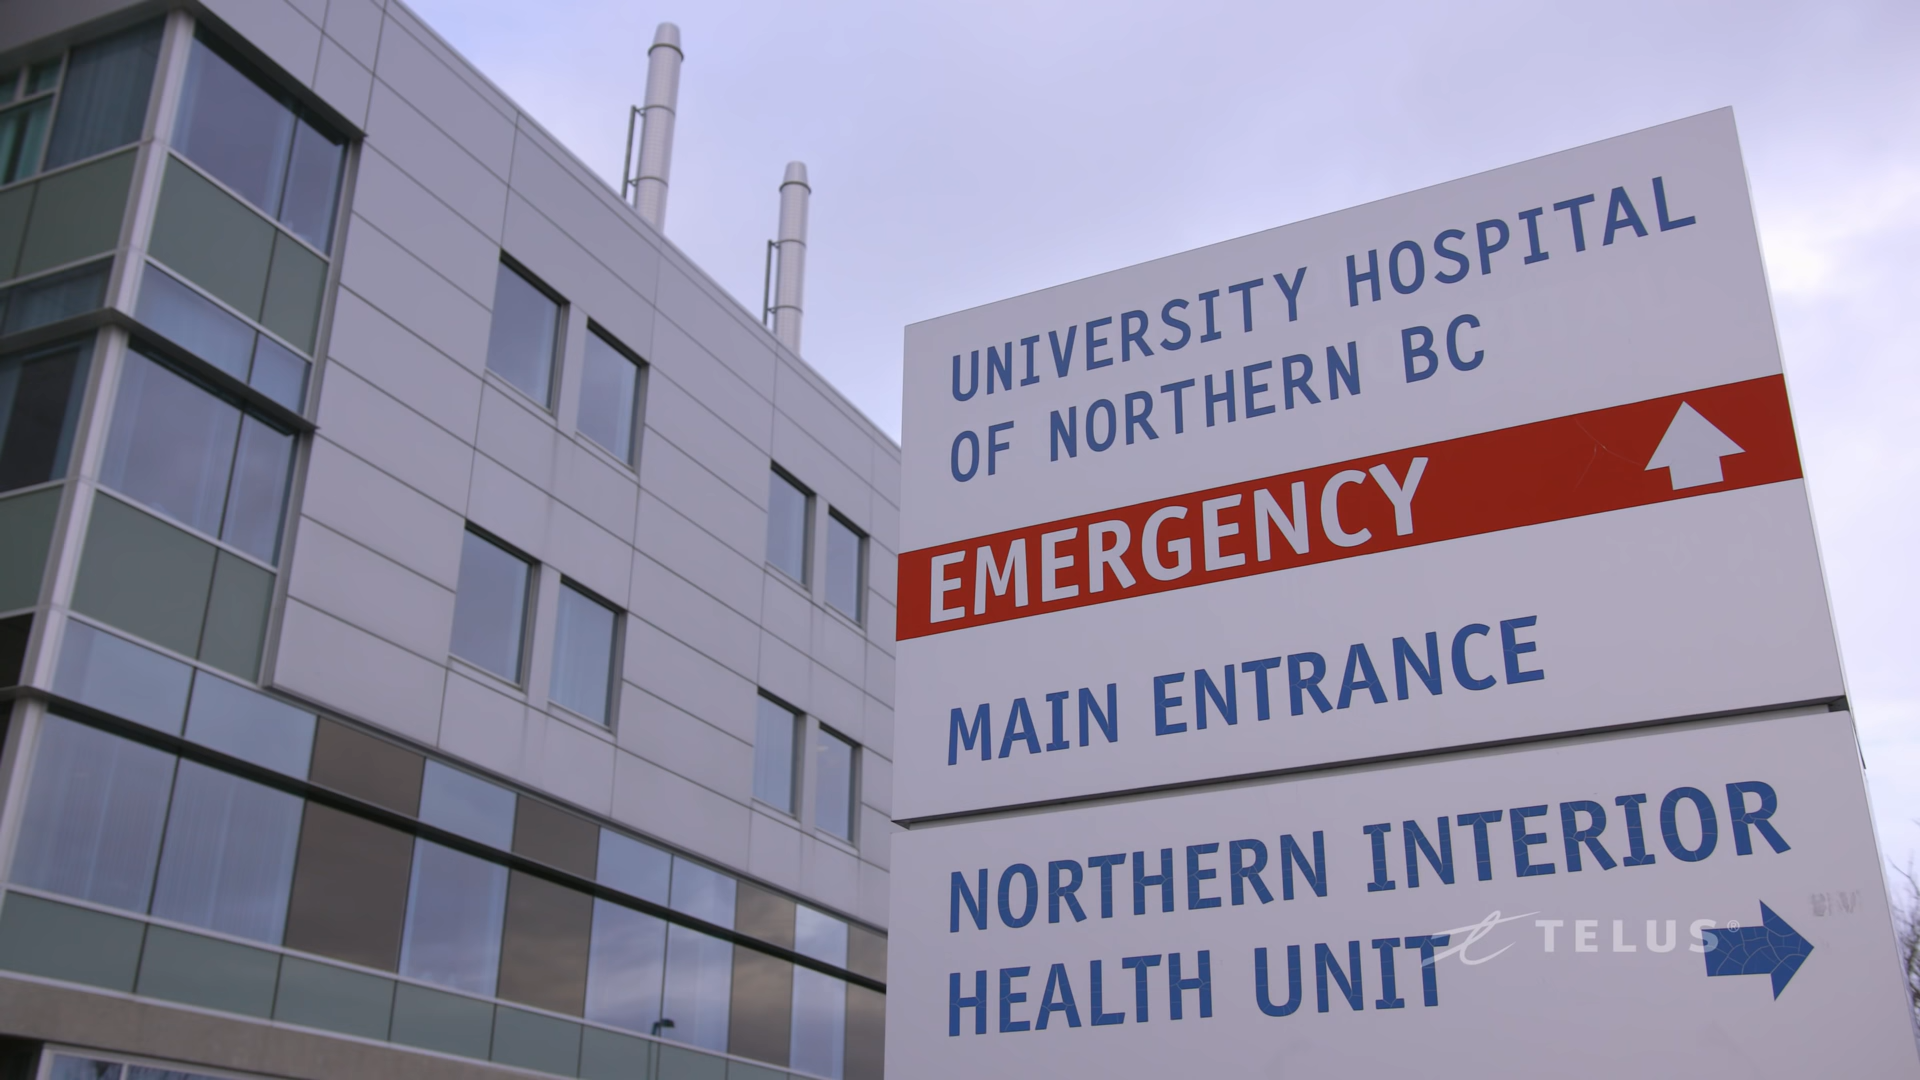 UNIVERSITY HOSPITAL
OF NORTHERN BC
EMERGENCY
MAIN ENTRANCE
NORTHERN INTERIOR
HEALTH UNIT
TELUS®